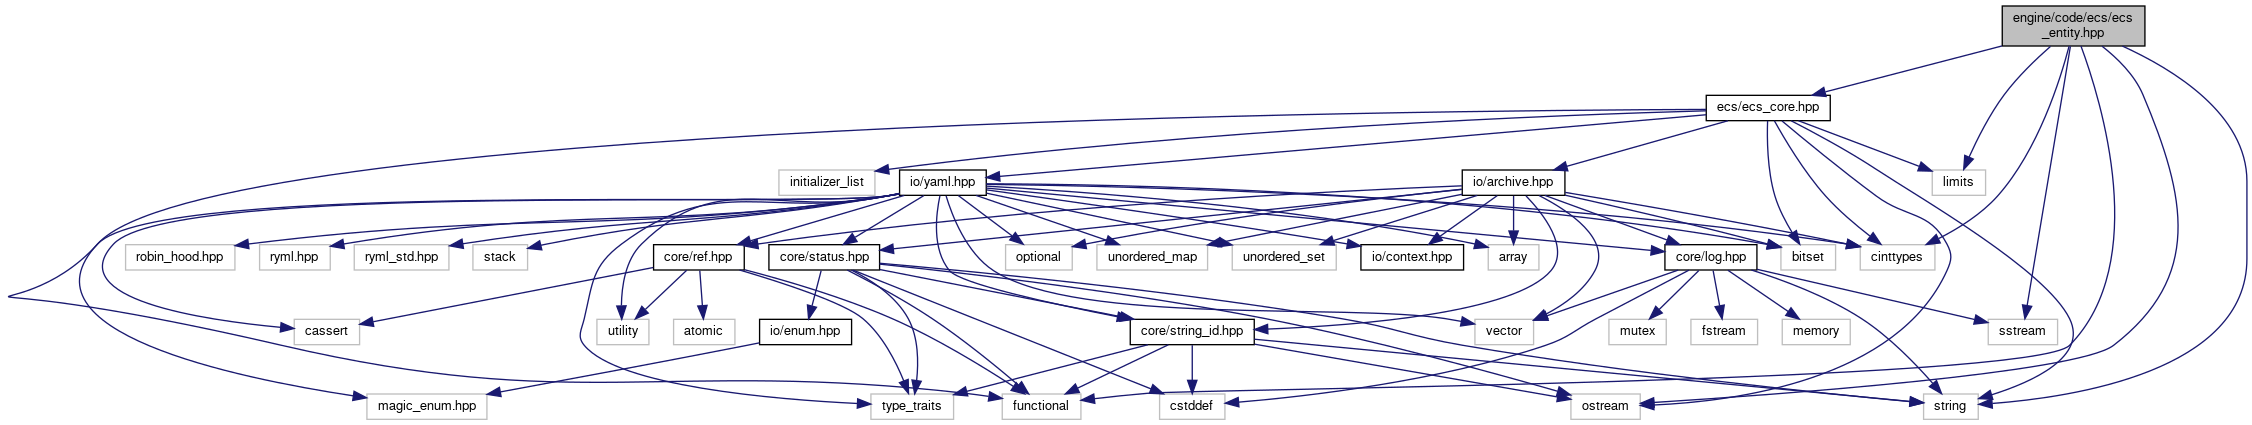 engine/code/ecs/ecs
_entity.hpp
ecs/ecs_core.hpp
initializer_list
io/yaml.hpp
io/archive.hpp
limits
robin_hood.hpp
ryml.hpp
ryml_std.hpp
stack
core/ref.hpp
core/status.hpp
optional
unordered_map
unordered_set
io/context.hpp
array
core/log.hpp
bitset
cinttypes
cassert
utility
atomic
io/enum.hpp
core/string_id.hpp
vector
mutex
fstream
memory
sstream
magic_enum.hpp
type_traits
functional
cstddef
ostream
string